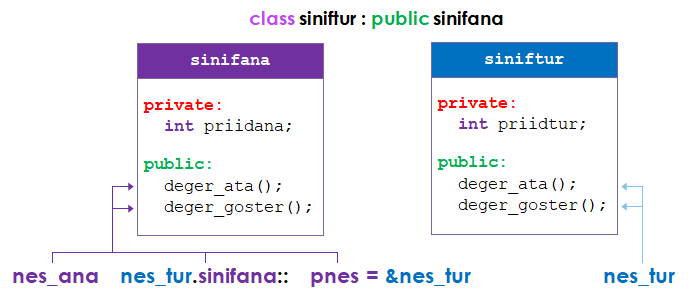 class siniftur : public sinifana
sinifana
private:
int priidana;
public:
deger_ata();
deger_goster();
siniftur
private:
int priidtur;
public:
deger_ata();
deger_goster();
nes_ana nes_tur.sinifana:: pnes = &nes_tur nes_tur